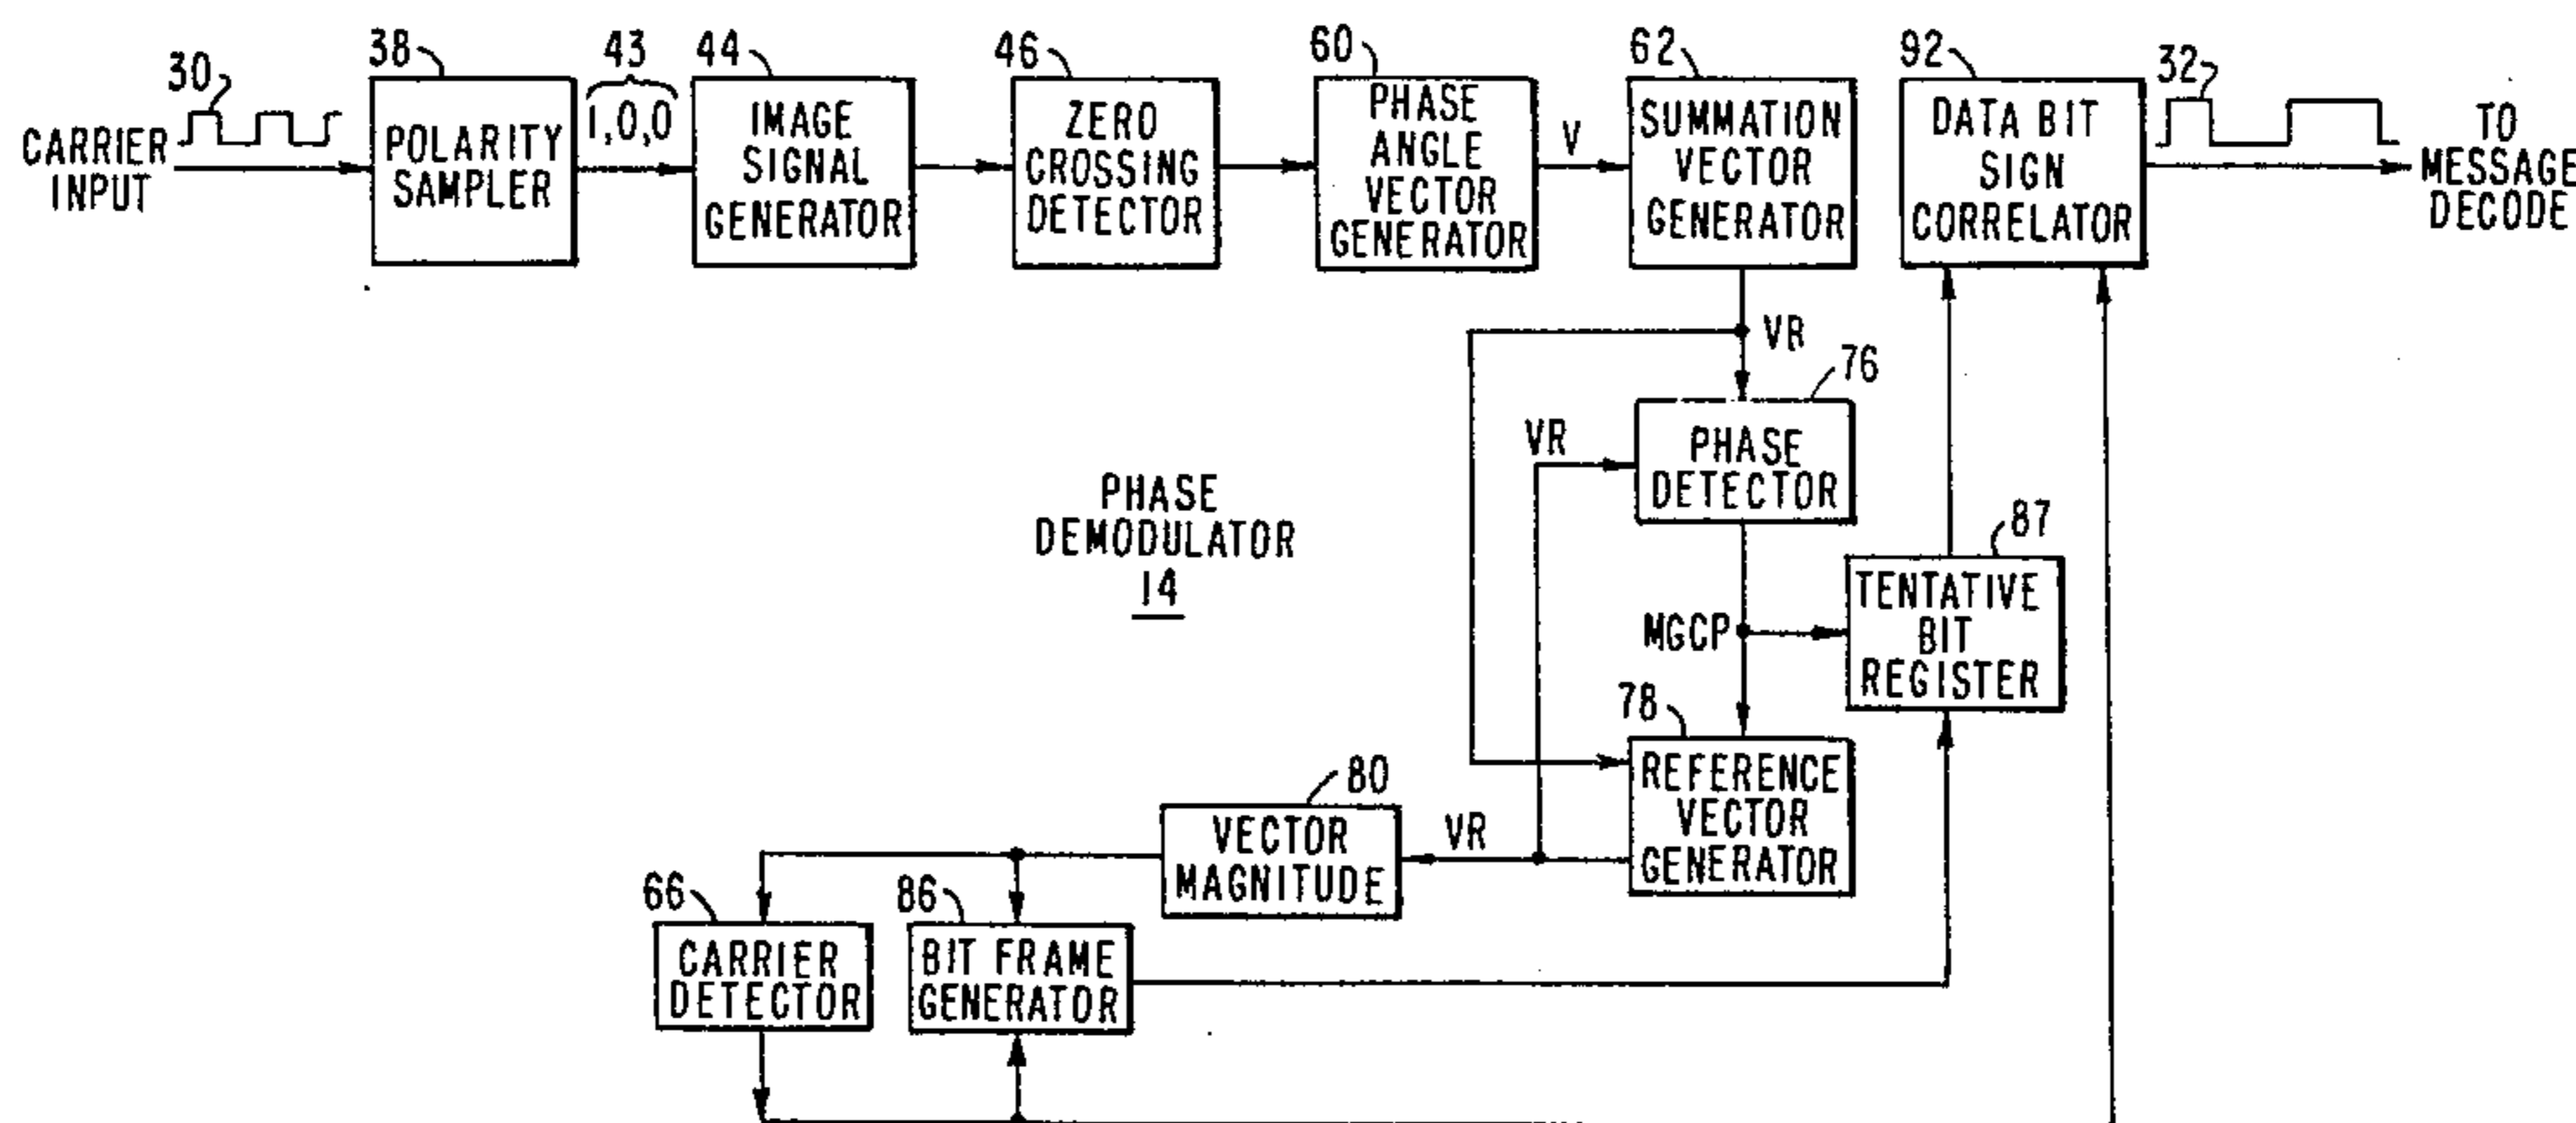 30
38
43
44
46
60
62
92
32
CARRIER
INPUT
POLARITY
SAMPLER
1,0,0
IMAGE
SIGNAL
GENERATOR
ZERO
CROSSING
DETECTOR
PHASE
ANGLE
VECTOR
GENERATOR
V
SUMMATION
VECTOR
GENERATOR
DATA BIT
SIGN
CORRELATOR
TO
MESSAGE
DECODE
VR
76
VR
PHASE
DETECTOR
PHASE
DEMODULATOR
14
87
TENTATIVE
BIT
REGISTER
MGCP
78
REFERENCE
VECTOR
GENERATOR
80
VECTOR
MAGNITUDE
VR
66
CARRIER
DETECTOR
86
BIT FRAME
GENERATOR